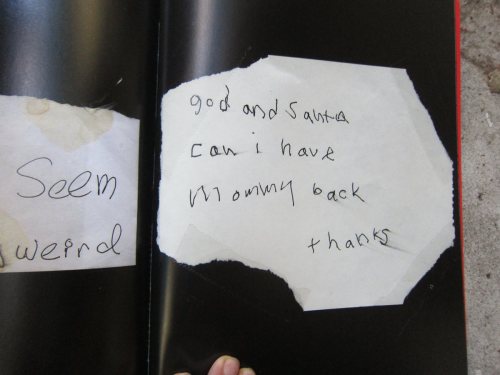 Seem
weird
god and Santa
can i have
mommy back
thanks